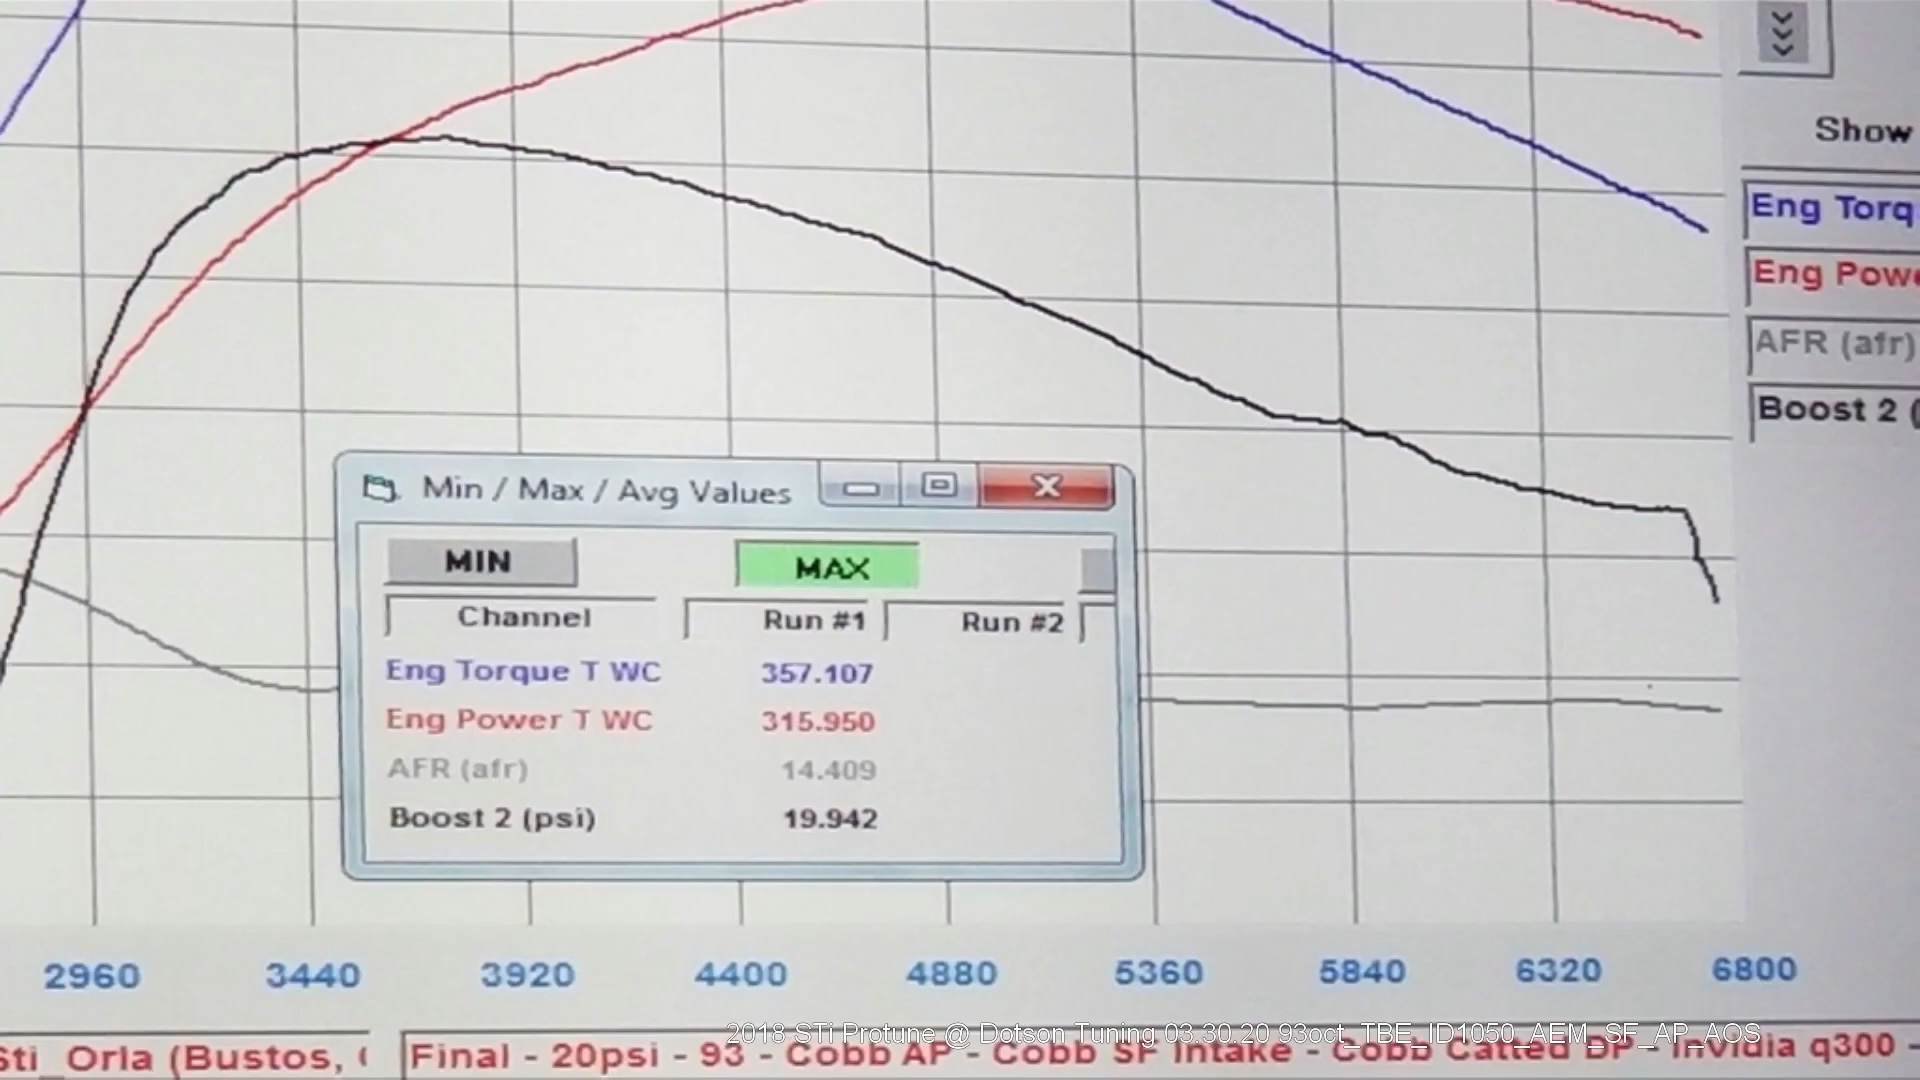 Show
Eng Torq
Eng Powe
AFR (afr)
Boost 2 (
Min / Max / Avg Values
MIN MAX
Channel Run #1 Run #2
Eng Torque T WC 357.107
Eng Power T WC 315.950
AFR (afr) 14.409
Boost 2 (psi) 19.942
2960 3440 3920 4400 4880 5360 5840 6320 6800
2018 STi Protune @ Dotson Tuning 03.30.20 93oct_TBE_ID1050_AEM_SF_AP_AOS
Sti_Orla (Bustos, Final - 20psi - 93 - Cobb AP - Cobb SF Intake - Cobb Catted DP - Invidia q300 -